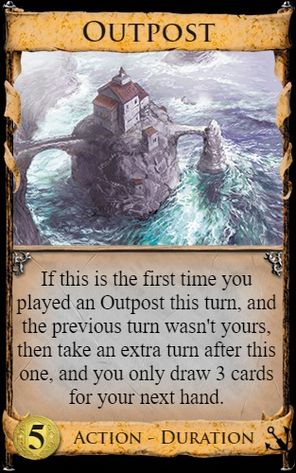 OUTPOST
If this is the first time you
played an Outpost this turn, and
the previous turn wasn't yours,
then take an extra turn after this
one, and you only draw 3 cards
for your next hand.
5
ACTION - DURATION